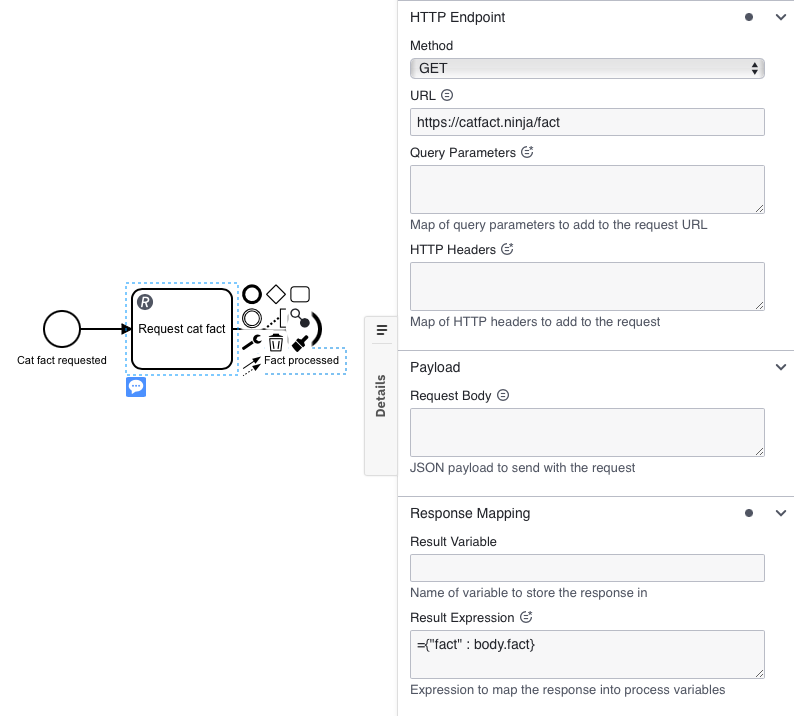 Cat fact requested
R
Request cat fact
Fact processed
Details
HTTP Endpoint
Method
GET
URL
https://catfact.ninja/fact
Query Parameters
Map of query parameters to add to the request URL
HTTP Headers
Map of HTTP headers to add to the request
Payload
Request Body
JSON payload to send with the request
Response Mapping
Result Variable
Name of variable to store the response in
Result Expression
={"fact" : body.fact}
Expression to map the response into process variables